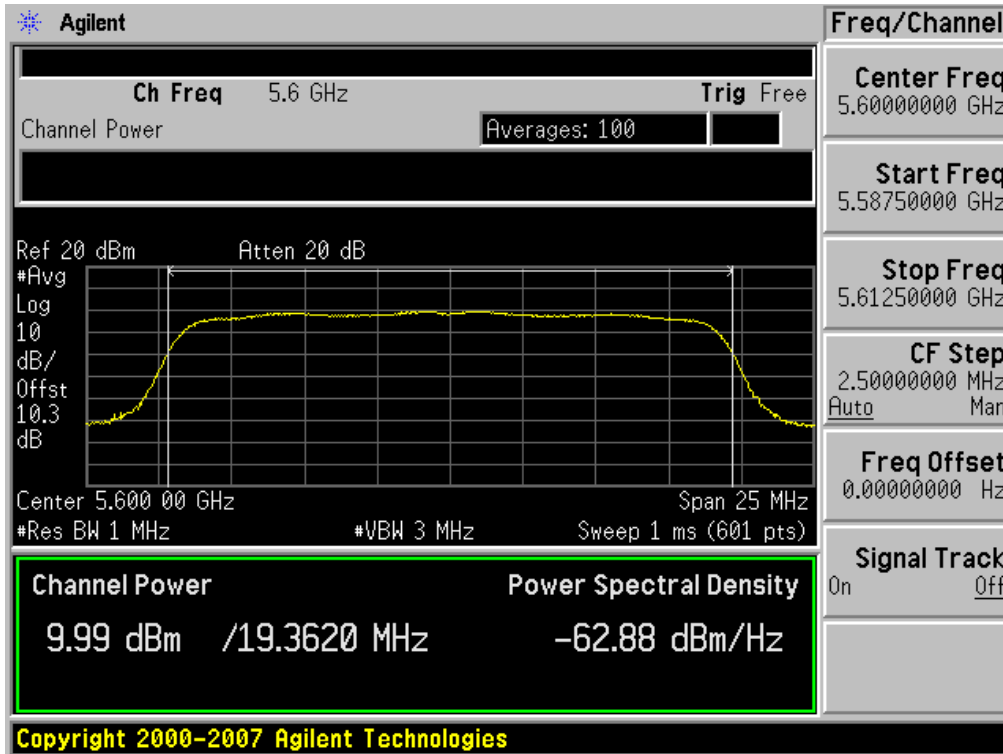 Agilent
Ch Freq 5.6 GHz Trig Free
Channel Power Averages: 100
Ref 20 dBm Atten 20 dB
#Avg
Log
10
dB/
Offst
10.3
dB
Center 5.600 00 GHz Span 25 MHz
#Res BW 1 MHz #VBW 3 MHz Sweep 1 ms (601 pts)
Channel Power Power Spectral Density
9.99 dBm /19.3620 MHz -62.88 dBm/Hz
Copyright 2000-2007 Agilent Technologies
Freq/Channel
Center Freq
5.60000000 GHz
Start Freq
5.58750000 GHz
Stop Freq
5.61250000 GHz
CF Step
2.50000000 MHz
Auto Man
Freq Offset
0.00000000 Hz
Signal Track
On Off